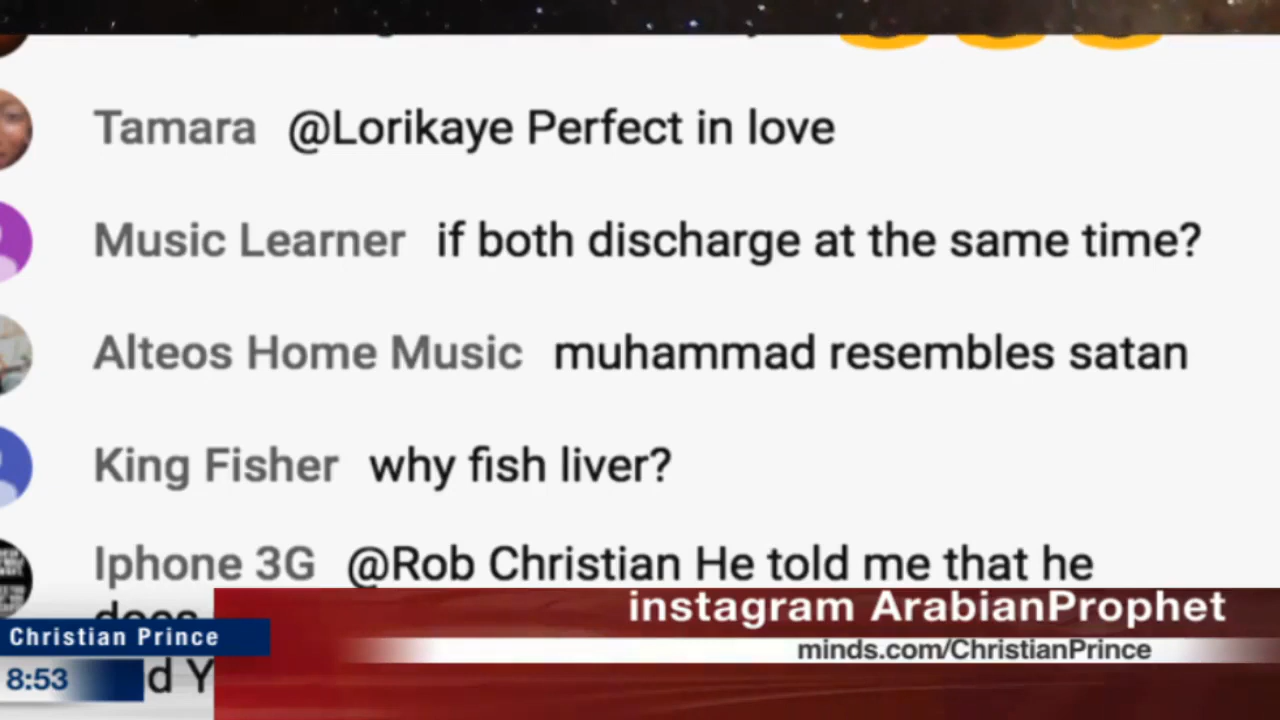 Tamara @Lorikaye Perfect in love
Music Learner if both discharge at the same time?
Alteos Home Music muhammad resembles satan
King Fisher why fish liver?
Iphone 3G @Rob Christian He told me that he
instagram ArabianProphet
Christian Prince
minds.com/ChristianPrince
8:53
d Y